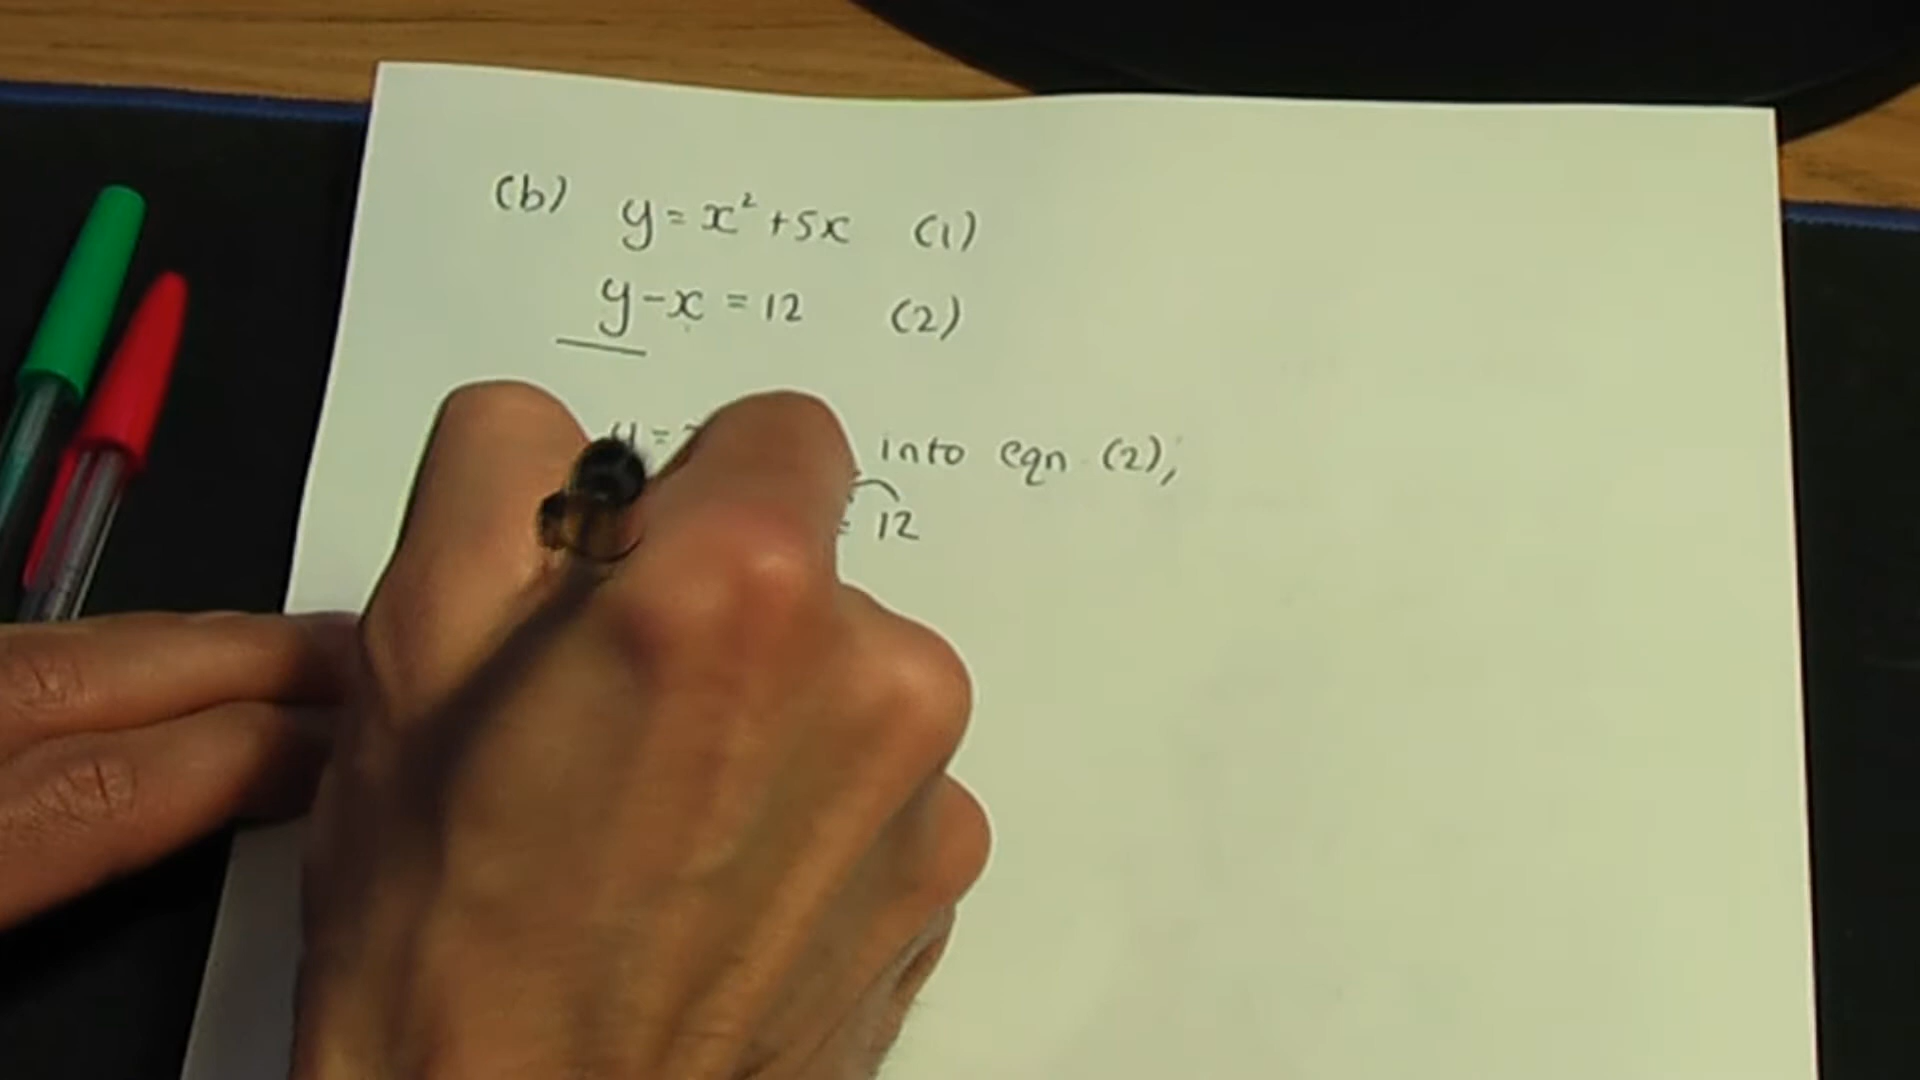 (b) y = x² + 5x (1)
y - x = 12 (2)
y = into eqn (2),
= 12